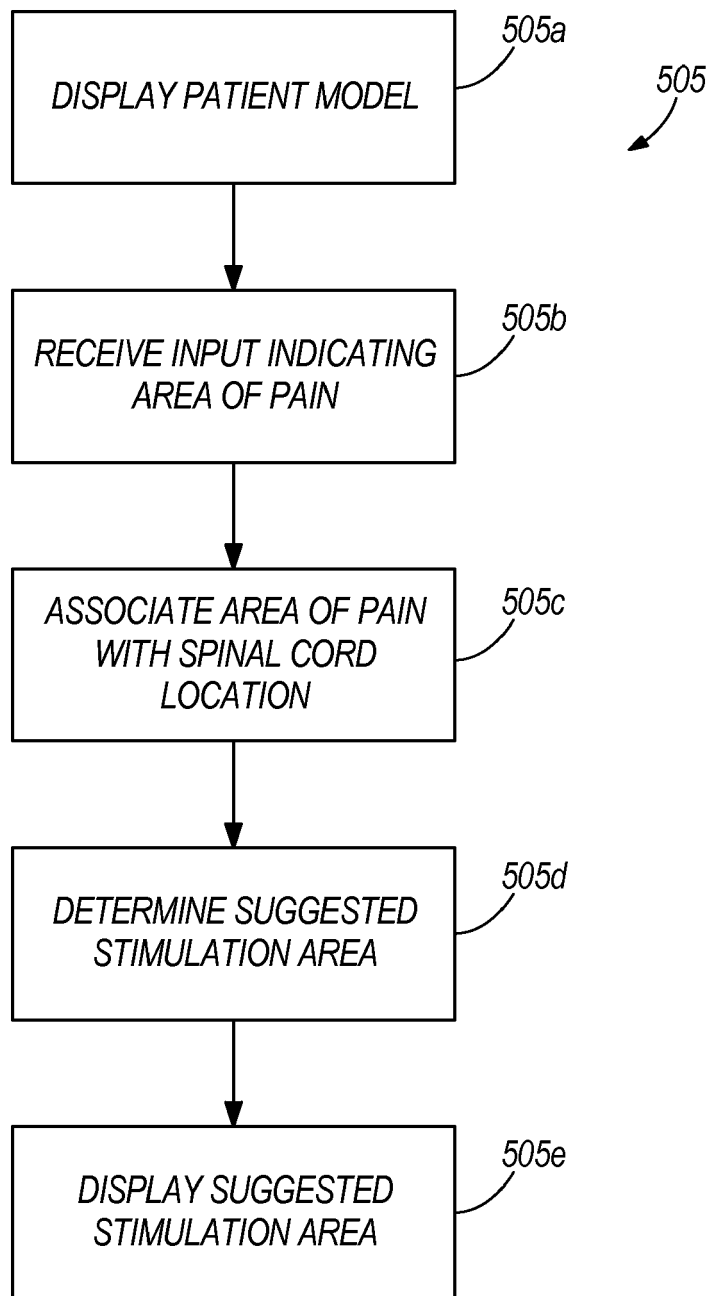 505a
505
DISPLAY PATIENT MODEL
505b
RECEIVE INPUT INDICATING
AREA OF PAIN
505c
ASSOCIATE AREA OF PAIN
WITH SPINAL CORD
LOCATION
505d
DETERMINE SUGGESTED
STIMULATION AREA
505e
DISPLAY SUGGESTED
STIMULATION AREA